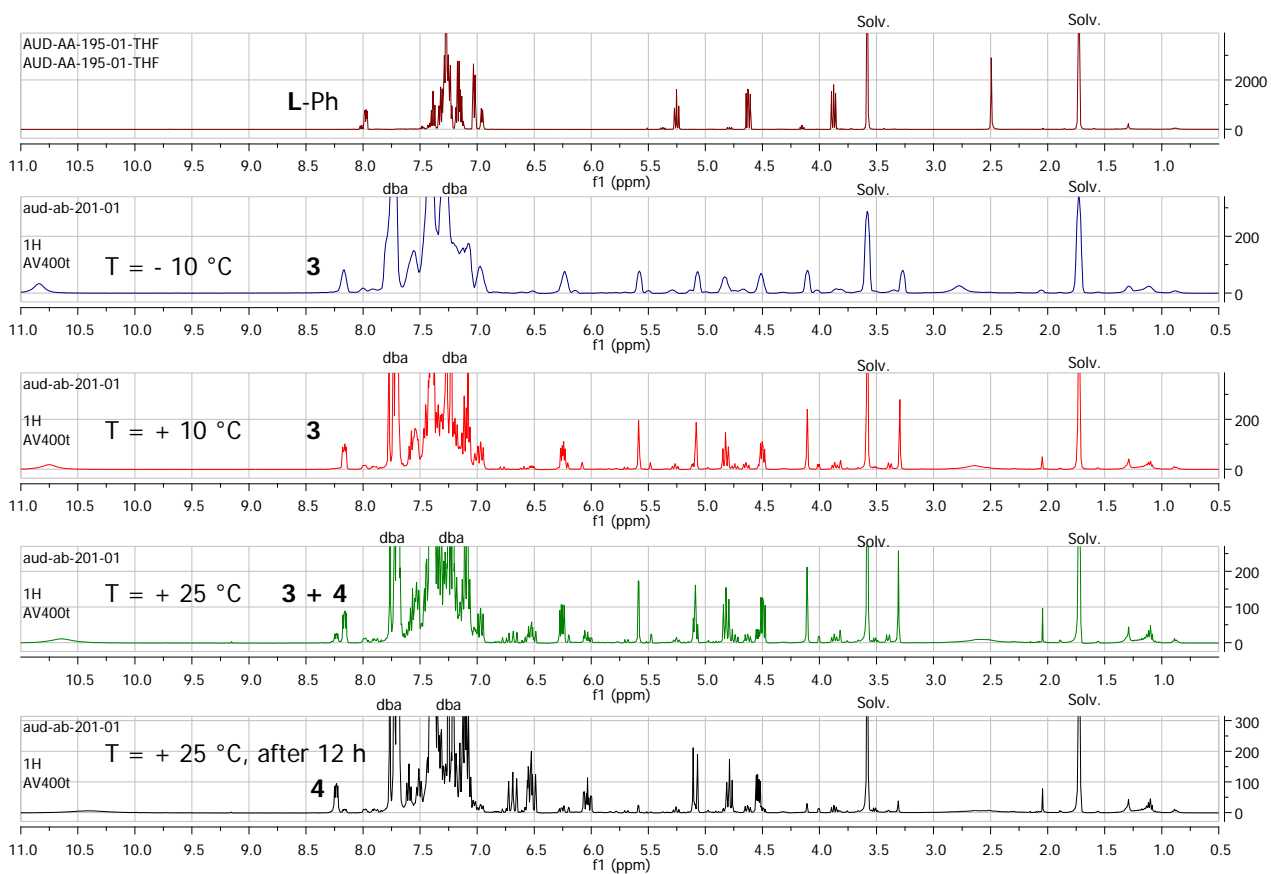 Solv. Solv.
AUD-AA-195-01-THF
AUD-AA-195-01-THF
L-Ph
2000
0
11.0 10.5 10.0 9.5 9.0 8.5 8.0 7.5 7.0 6.5 6.0 5.5 5.0 4.5 4.0 3.5 3.0 2.5 2.0 1.5 1.0
f1 (ppm)
dba dba Solv. Solv.
aud-ab-201-01
1H
AV400t
T = - 10 °C 3
200
0
11.0 10.5 10.0 9.5 9.0 8.5 8.0 7.5 7.0 6.5 6.0 5.5 5.0 4.5 4.0 3.5 3.0 2.5 2.0 1.5 1.0 0.5
f1 (ppm)
dba dba Solv. Solv.
aud-ab-201-01
1H
AV400t
T = + 10 °C 3
200
0
11.0 10.5 10.0 9.5 9.0 8.5 8.0 7.5 7.0 6.5 6.0 5.5 5.0 4.5 4.0 3.5 3.0 2.5 2.0 1.5 1.0 0.5
f1 (ppm)
dba dba Solv. Solv.
aud-ab-201-01
1H
AV400t
T = + 25 °C 3 + 4
200
100
0
10.5 10.0 9.5 9.0 8.5 8.0 7.5 7.0 6.5 6.0 5.5 5.0 4.5 4.0 3.5 3.0 2.5 2.0 1.5 1.0
f1 (ppm)
dba dba Solv. Solv.
aud-ab-201-01
1H
AV400t
T = + 25 °C, after 12 h
4
300
200
100
0
11.0 10.5 10.0 9.5 9.0 8.5 8.0 7.5 7.0 6.5 6.0 5.5 5.0 4.5 4.0 3.5 3.0 2.5 2.0 1.5 1.0 0.5
f1 (ppm)